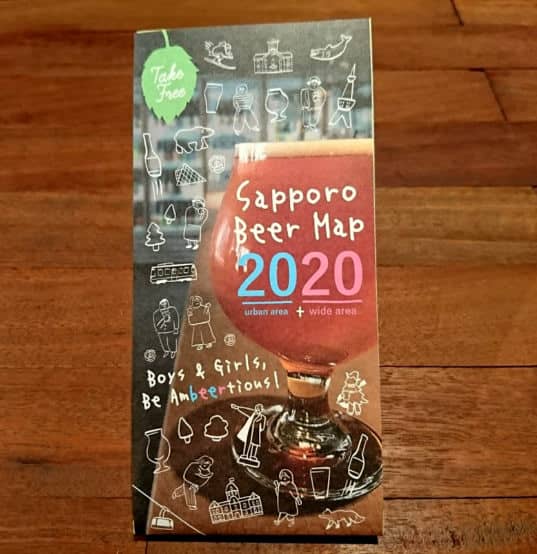 Take
Free
Sapporo
Beer Map
2020
urban area + wide area
Boys & Girls,
Be Ambeertious!